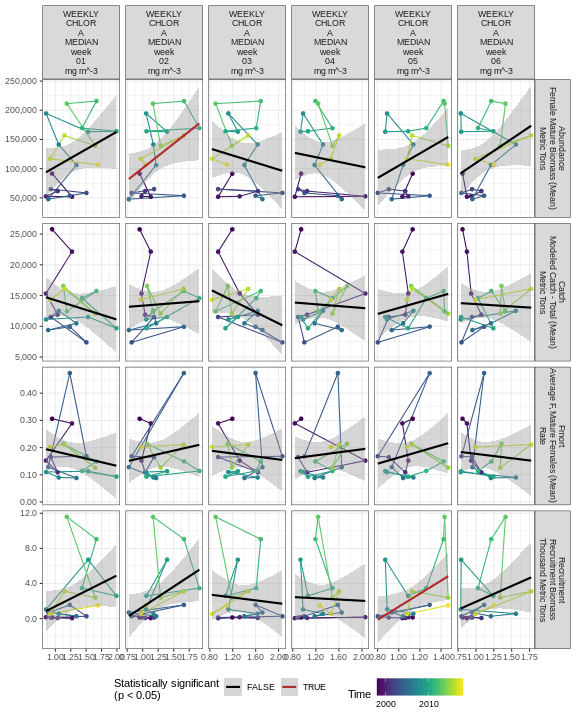 WEEKLY
CHLOR
A
MEDIAN
week
01
mg m^-3
WEEKLY
CHLOR
A
MEDIAN
week
02
mg m^-3
WEEKLY
CHLOR
A
MEDIAN
week
03
mg m^-3
WEEKLY
CHLOR
A
MEDIAN
week
04
mg m^-3
WEEKLY
CHLOR
A
MEDIAN
week
05
mg m^-3
WEEKLY
CHLOR
A
MEDIAN
week
06
mg m^-3
250,000
200,000
150,000
100,000
50,000
Abundance
Female Mature Biomass (Mean)
Metric Tons
25,000
20,000
15,000
10,000
5,000
Catch
Modeled Catch - Total (Mean)
Metric Tons
0.40
0.30
0.20
0.10
0.00
Fmort
Average F, Mature Females (Mean)
Rate
12.0
8.0
4.0
0.0
Recruitment
Recruitment Biomass
Thousand Metric Tons
1.00 1.25 1.50 1.75 2.00
0.75 1.00 1.25 1.50 1.75
0.80 1.20 1.60 2.00
0.80 1.20 1.60 2.00
0.80 1.00 1.20 1.40
0.75 1.00 1.25 1.50 1.75
Statistically significant
(p < 0.05)
FALSE
TRUE
Time
2000 2010